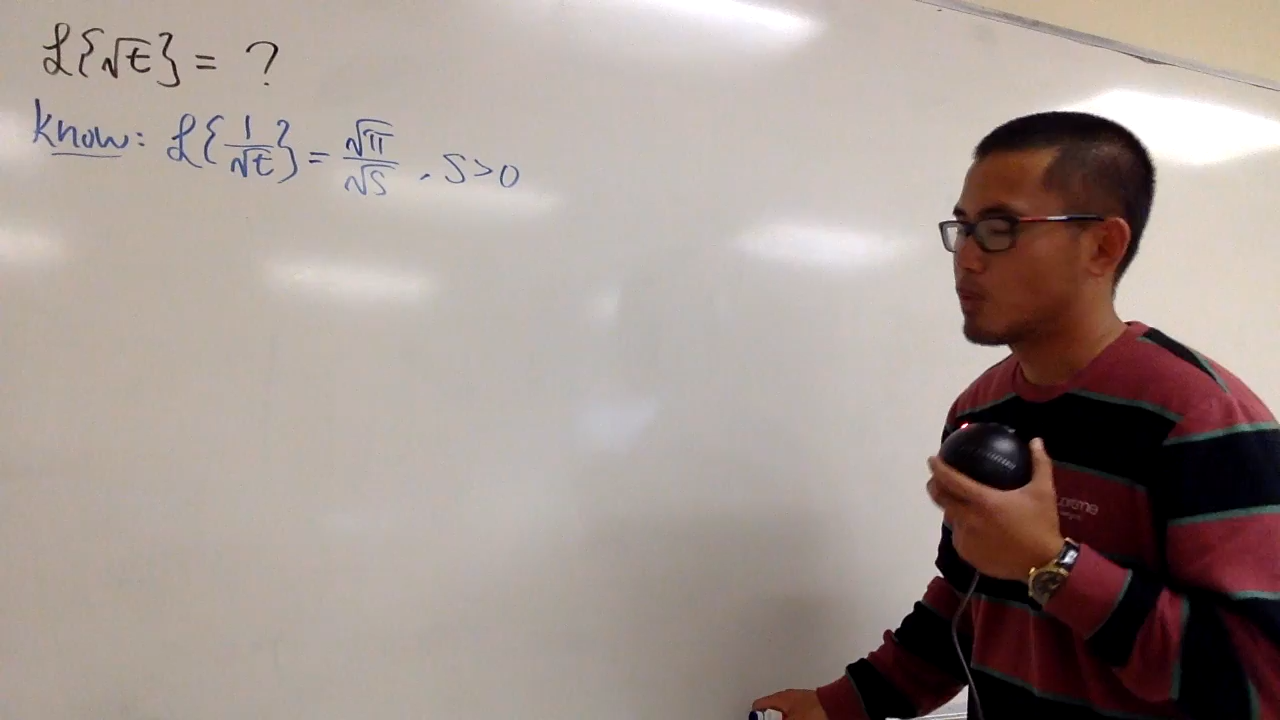 ℒ{√t} = ?
know: ℒ{1/√t} = √π/√s , s>0